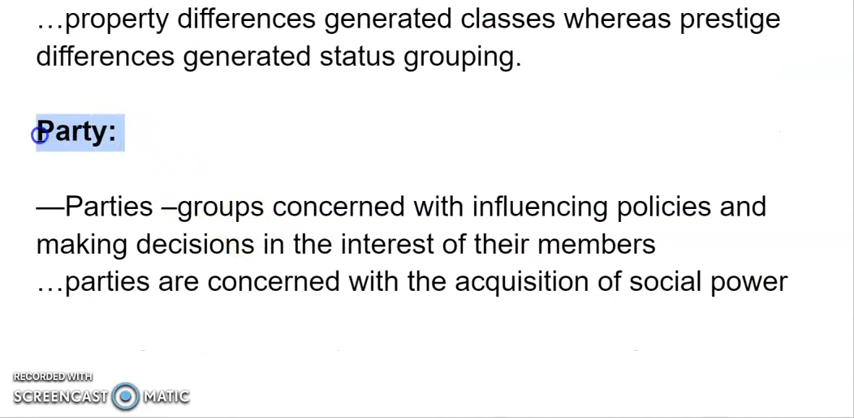 …property differences generated classes whereas prestige
differences generated status grouping.
Party:
—Parties –groups concerned with influencing policies and
making decisions in the interest of their members
…parties are concerned with the acquisition of social power
RECORDED WITH
SCREENCAST MATIC